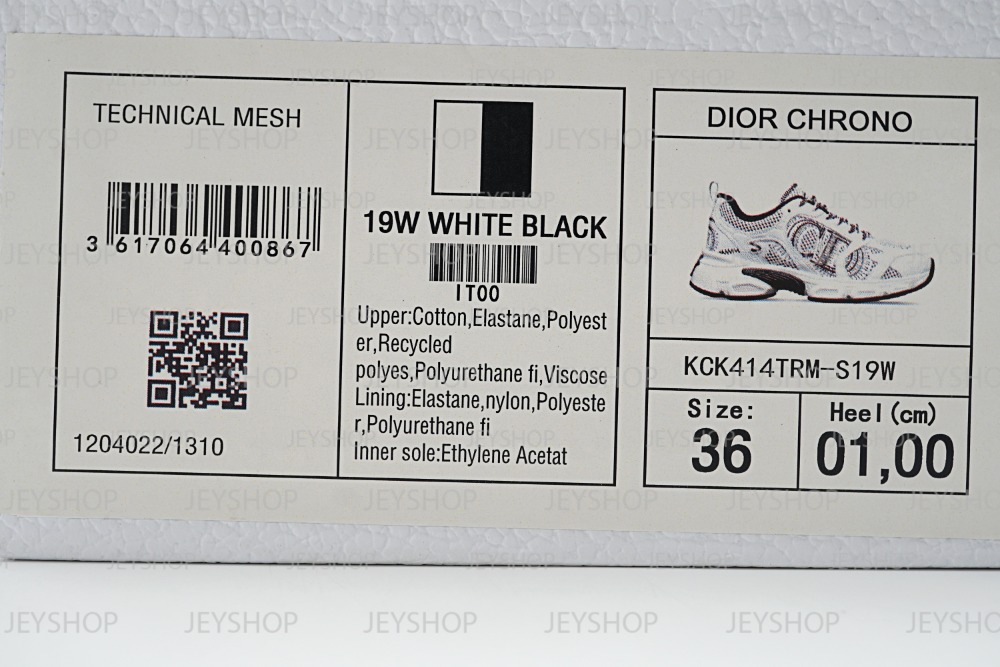 TECHNICAL MESH
3 617064 400867
1204022/1310
19W WHITE BLACK
IT00
Upper:Cotton,Elastane,Polyest
er,Recycled
polyes,Polyurethane fi,Viscose
Lining:Elastane,nylon,Polyeste
r,Polyurethane fi
Inner sole:Ethylene Acetat
DIOR CHRONO
CD
KCK414TRM-S19W
Size:
36
Heel(cm)
01,00
JEYSHOP